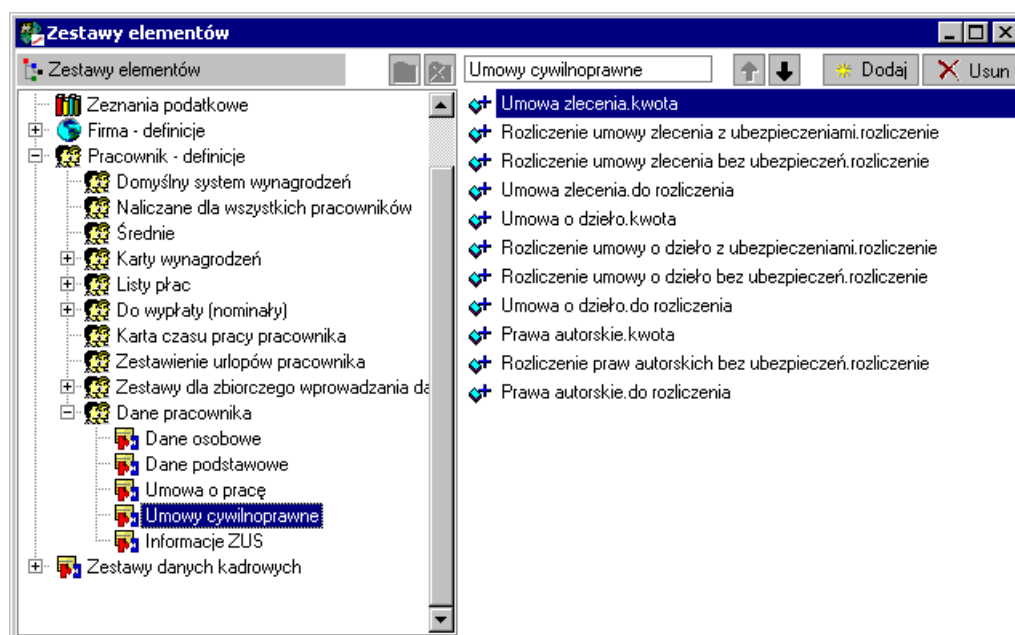 Zestawy elementów
Zestawy elementów
Umowy cywilnoprawne
Dodaj
Usun
Zeznania podatkowe
Firma - definicje
Pracownik - definicje
Domyślny system wynagrodzeń
Naliczane dla wszystkich pracowników
Średnie
Karty wynagrodzeń
Listy płac
Do wypłaty (nominały)
Karta czasu pracy pracownika
Zestawienie urlopów pracownika
Zestawy dla zbiorczego wprowadzania da
Dane pracownika
Dane osobowe
Dane podstawowe
Umowa o pracę
Umowy cywilnoprawne
Informacje ZUS
Zestawy danych kadrowych
Umowa zlecenia.kwota
Rozliczenie umowy zlecenia z ubezpieczeniami.rozliczenie
Rozliczenie umowy zlecenia bez ubezpieczeń.rozliczenie
Umowa zlecenia.do rozliczenia
Umowa o dzieło.kwota
Rozliczenie umowy o dzieło z ubezpieczeniami.rozliczenie
Rozliczenie umowy o dzieło bez ubezpieczeń.rozliczenie
Umowa o dzieło.do rozliczenia
Prawa autorskie.kwota
Rozliczenie praw autorskich bez ubezpieczeń.rozliczenie
Prawa autorskie.do rozliczenia